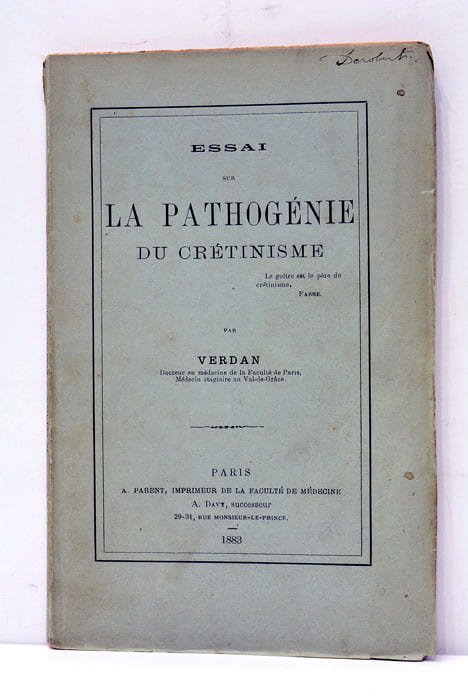 Derobert
ESSAI
SUR
LA PATHOGÉNIE
DU CRÉTINISME
Le goître est le père du
crétinisme.
FABRE.
PAR
VERDAN
Docteur en médecine de la Faculté de Paris,
Médecin stagiaire au Val-de-Grâce.
PARIS
A. PARENT, IMPRIMEUR DE LA FACULTÉ DE MÉDECINE
A. DAVY, successeur
29-31, RUE MONSIEUR-LE-PRINCE.
1883